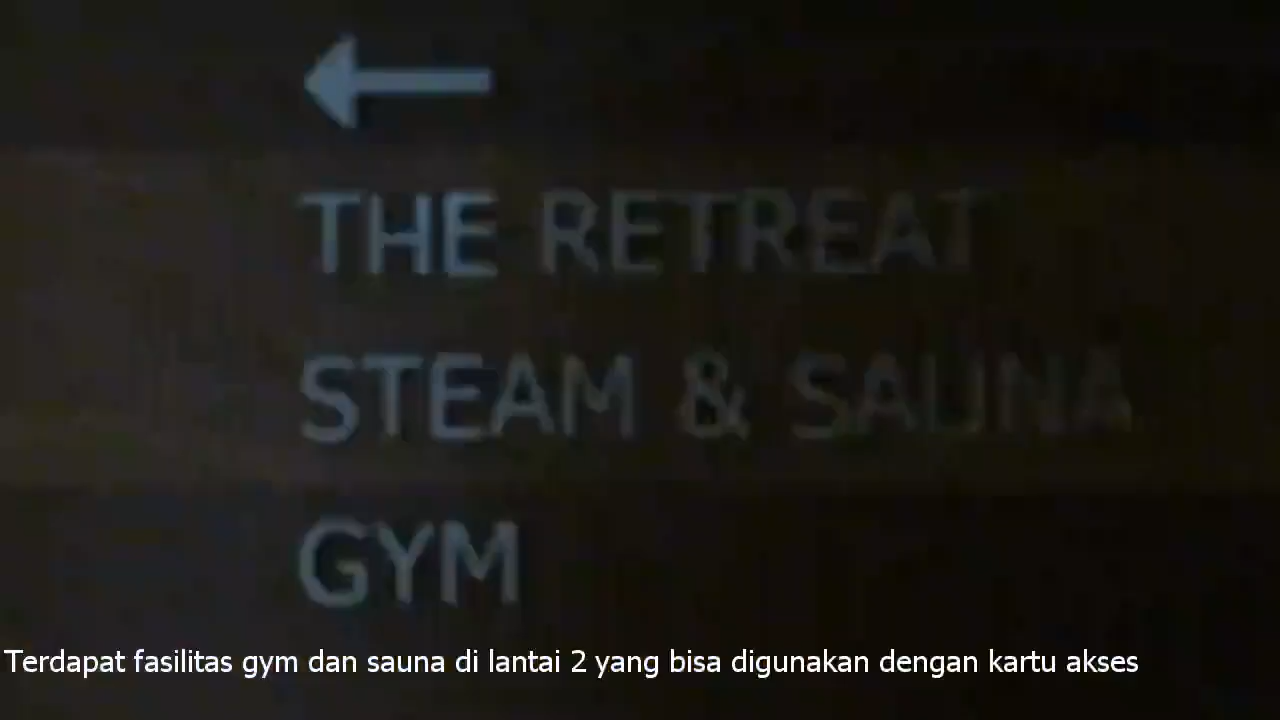 THE RETREAT
STEAM & SAUNA
GYM
Terdapat fasilitas gym dan sauna di lantai 2 yang bisa digunakan dengan kartu akses